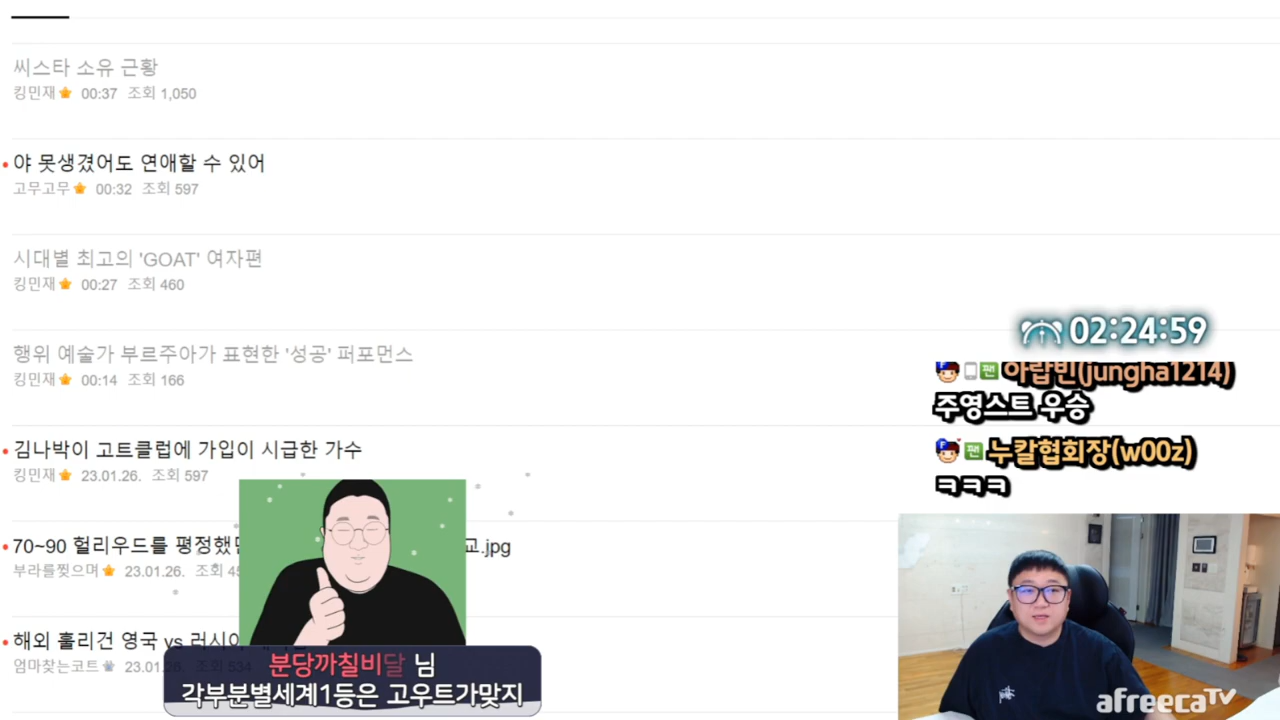 씨스타 소유 근황
킹민재 00:37 조회 1,050
야 못생겼어도 연애할 수 있어
고무고무 00:32 조회 597
시대별 최고의 'GOAT' 여자편
킹민재 00:27 조회 460
행위 예술가 부르주아가 표현한 '성공' 퍼포먼스
킹민재 00:14 조회 166
김나박이 고트클럽에 가입이 시급한 가수
킹민재 23.01.26. 조회 597
70~90 헐리우드를 평정했던 교.jpg
부라를찢으며 23.01.26. 조회 45
해외 훌리건 영국 vs 러시아
엄마찾는코트 23.01.26. 조회 534
분당까칠비달 님
각부분별세계1등은 고우트가맞지
02:24:59
팬 아랍빈(jungha1214)
주영스트 우승
팬 누칼협회장(w00z)
ㅋㅋㅋ
afreecaTV